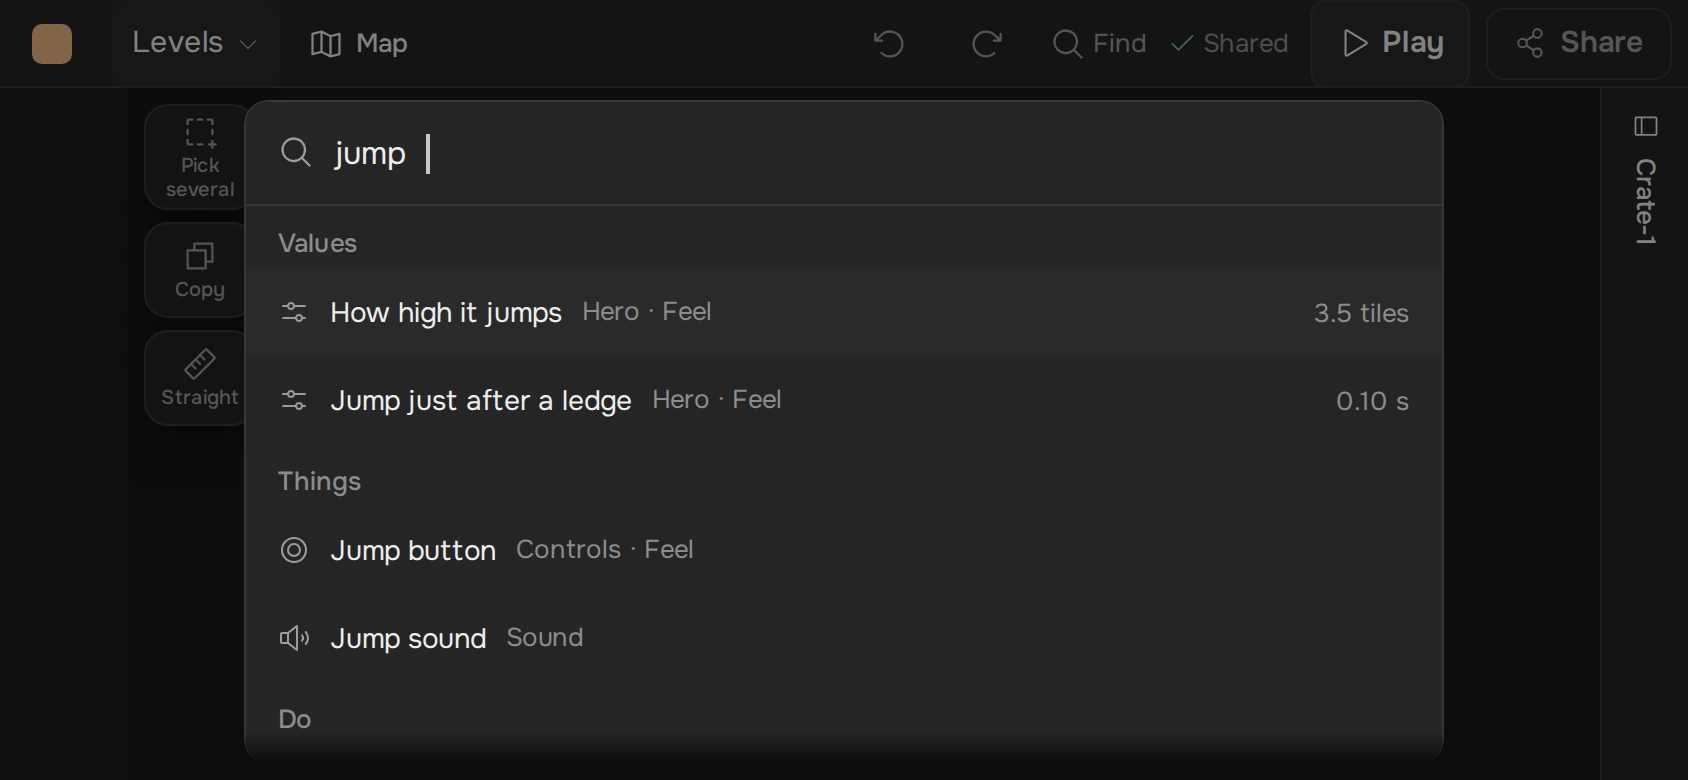 Levels
Map
Find
Shared
Play
Share
Pick
several
Copy
Straight
jump
Values
How high it jumps Hero · Feel 3.5 tiles
Jump just after a ledge Hero · Feel 0.10 s
Things
Jump button Controls · Feel
Jump sound Sound
Do
Crate-1